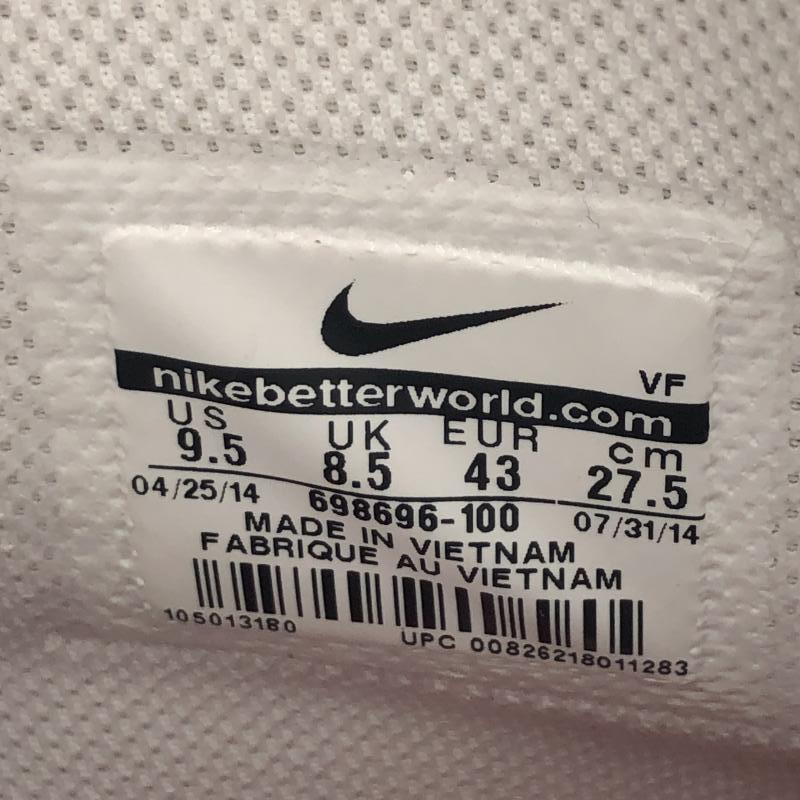 VF
nikebetterworld.com
US UK EUR cm
9.5 8.5 43 27.5
04/25/14 698696-100 07/31/14
MADE IN VIETNAM
FABRIQUE AU VIETNAM
105013180 UPC 00826218011283